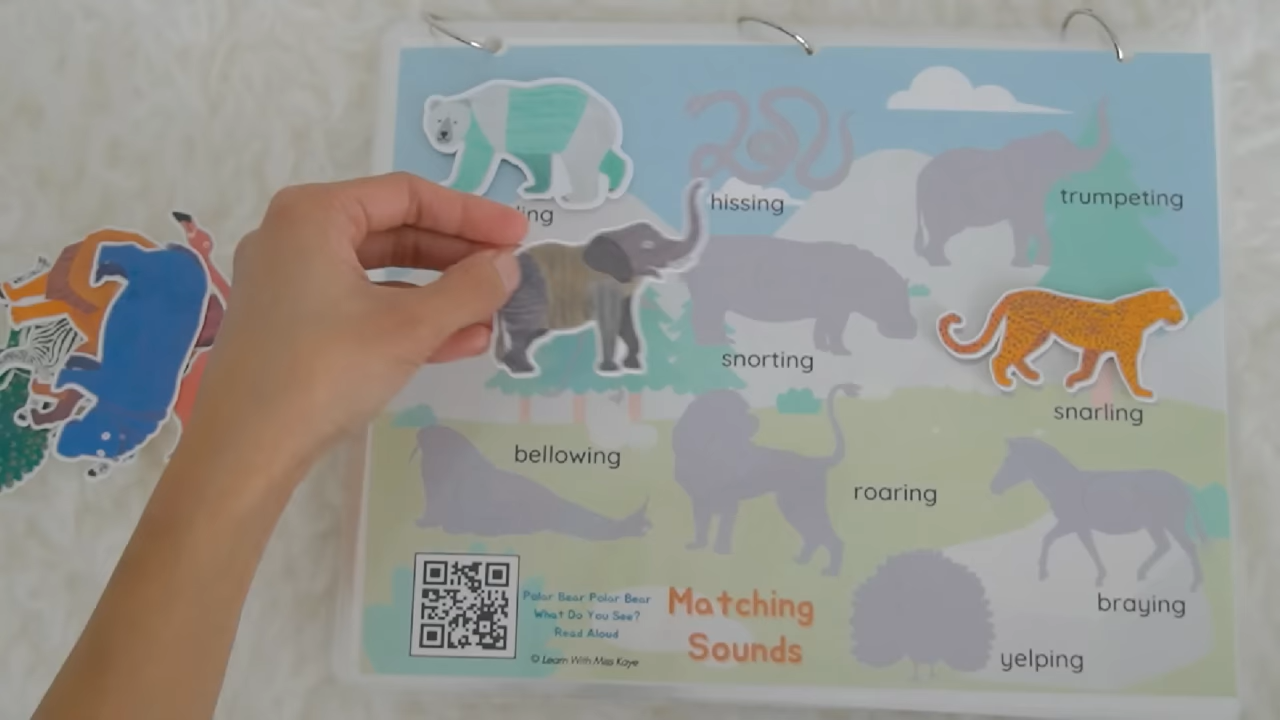 hissing
trumpeting
snorting
snarling
bellowing
roaring
braying
yelping
Polar Bear Polar Bear
What Do You See?
Read Aloud
© Learn With Miss Kaye
Matching
Sounds